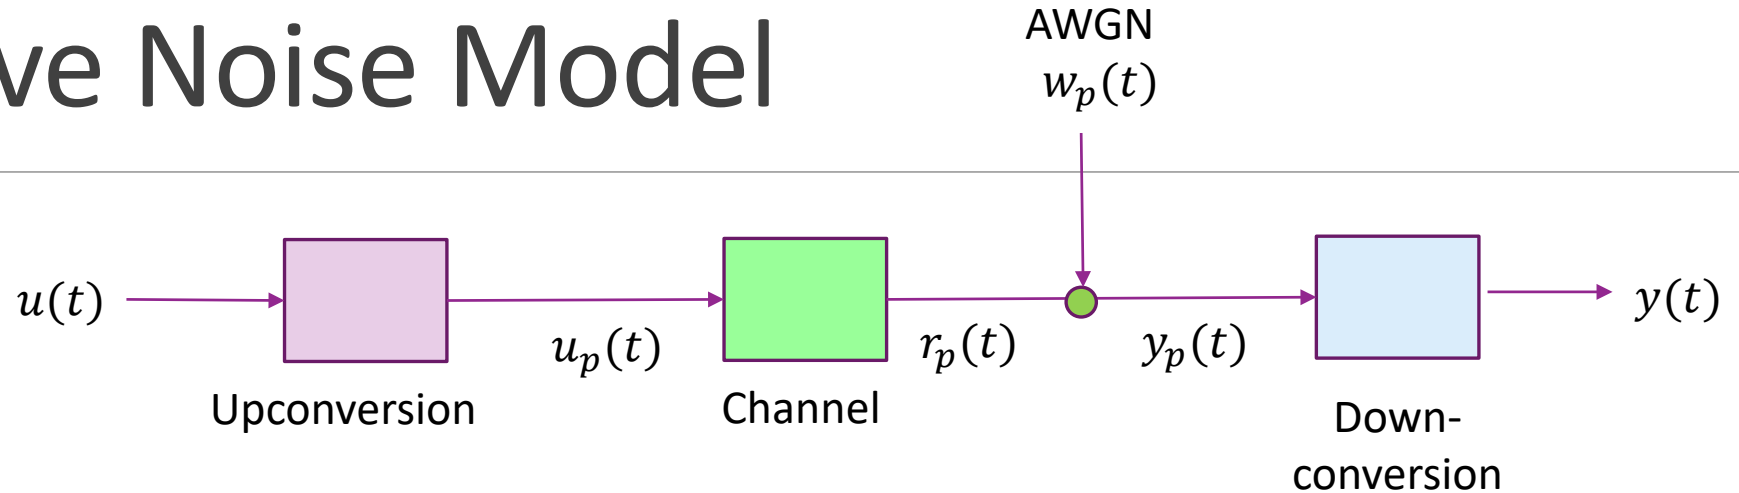 ve Noise Model
AWGN
w_p(t)
u(t)
u_p(t)
r_p(t)
y_p(t)
y(t)
Upconversion
Channel
Down-
conversion